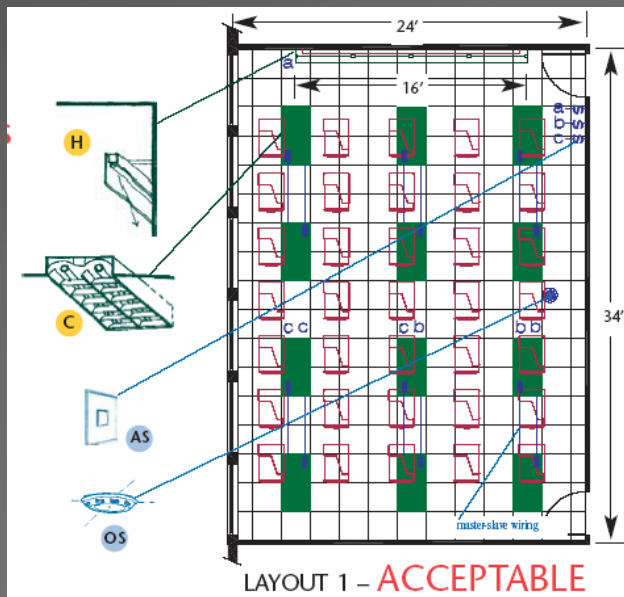 24'
a
16'
S
H
a S
b S
c S
C
34'
c c
c b
b b
AS
OS
master-slave wiring
LAYOUT 1 – ACCEPTABLE